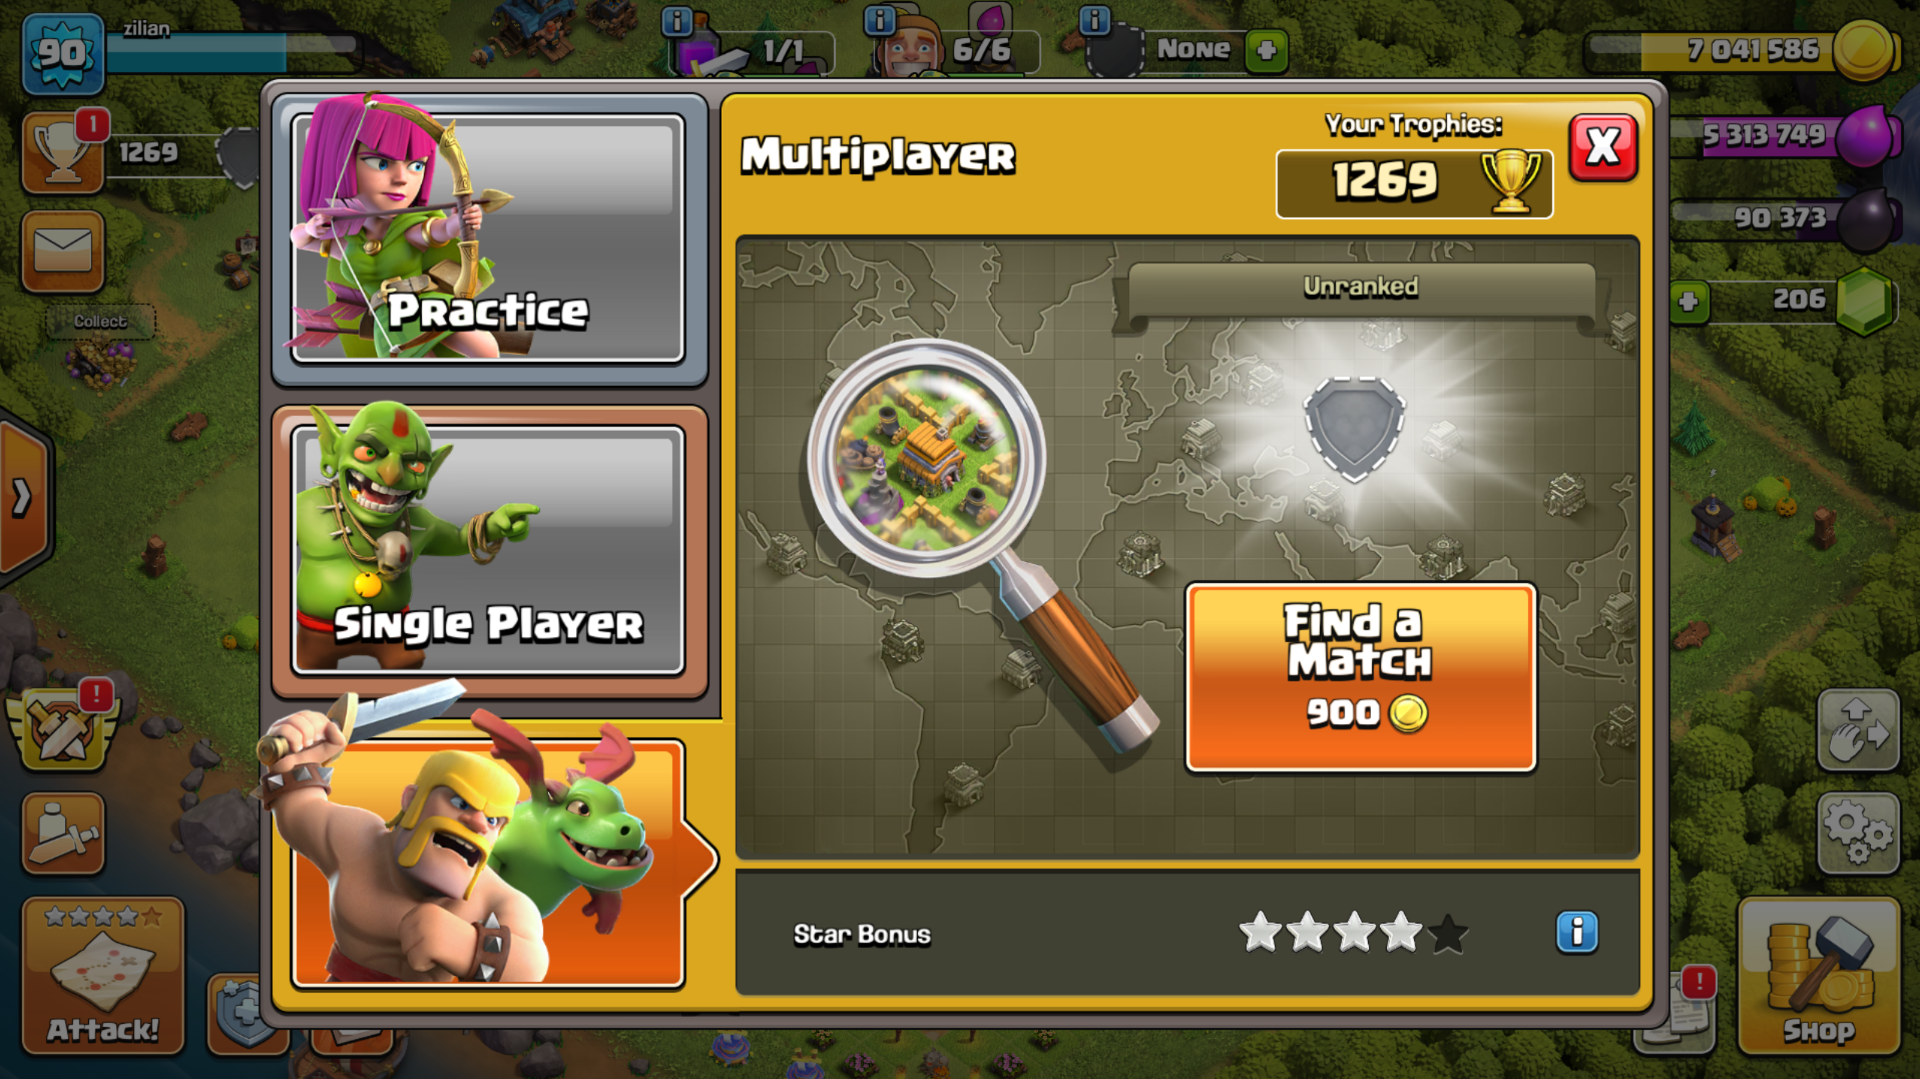 90
zilian
1/1
6/6
None
7 041 586
1
1269
5 313 749
90 373
206
Collect
Practice
Single Player
Multiplayer
Your Trophies:
1269
X
Unranked
Find a
Match
900
Star Bonus
i
!
Attack!
!
Shop